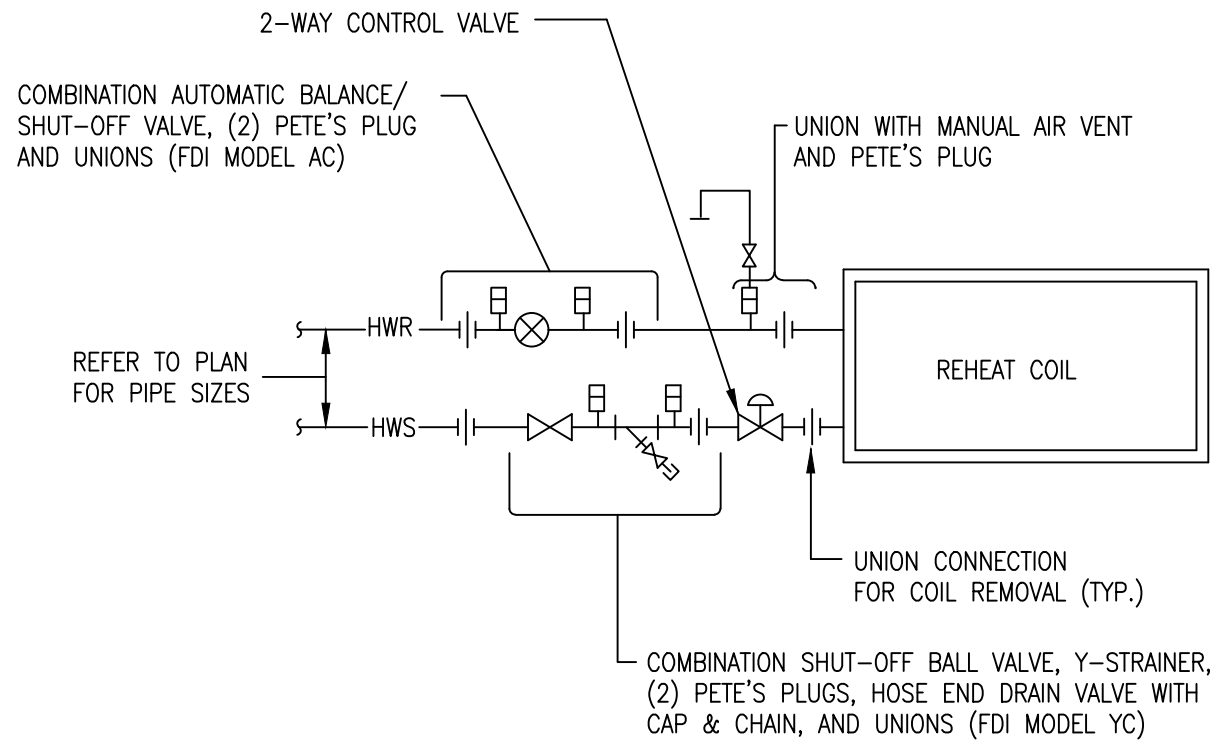 2-WAY CONTROL VALVE
COMBINATION AUTOMATIC BALANCE/
SHUT-OFF VALVE, (2) PETE'S PLUG
AND UNIONS (FDI MODEL AC)
UNION WITH MANUAL AIR VENT
AND PETE'S PLUG
HWR
REFER TO PLAN
FOR PIPE SIZES
REHEAT COIL
HWS
UNION CONNECTION
FOR COIL REMOVAL (TYP.)
COMBINATION SHUT-OFF BALL VALVE, Y-STRAINER,
(2) PETE'S PLUGS, HOSE END DRAIN VALVE WITH
CAP & CHAIN, AND UNIONS (FDI MODEL YC)